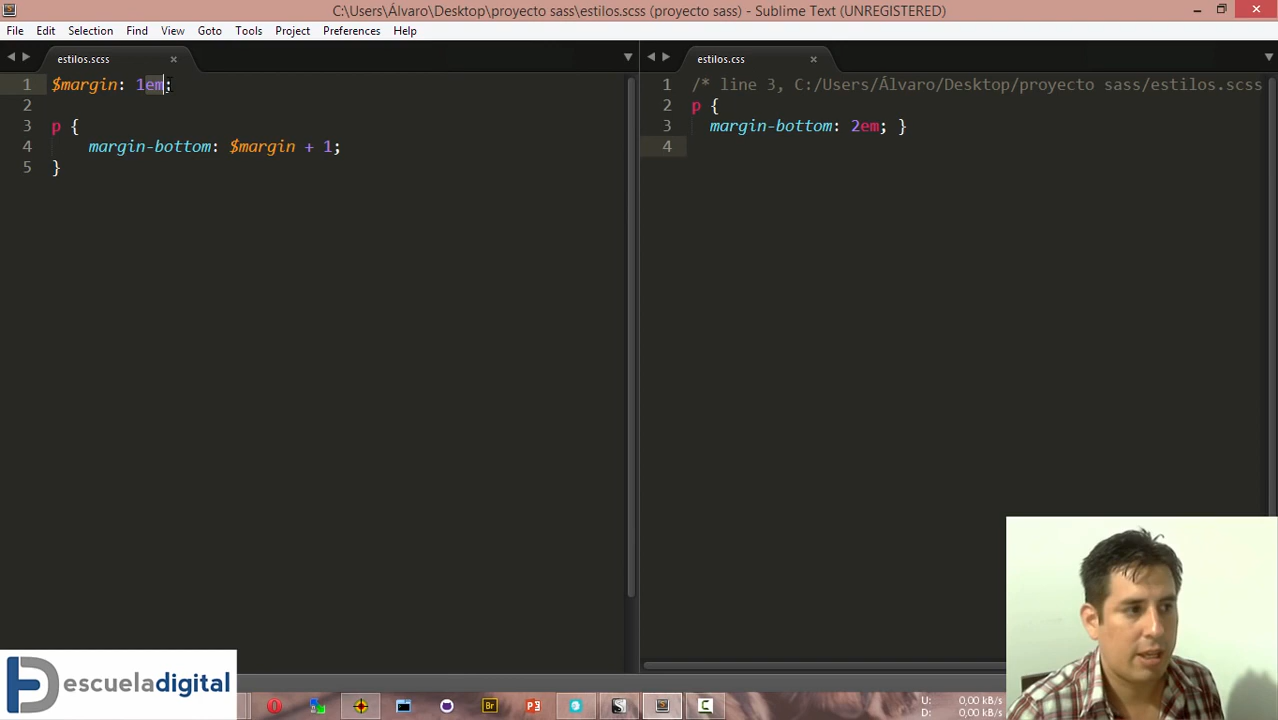 C:\Users\Álvaro\Desktop\proyecto sass\estilos.scss (proyecto sass) - Sublime Text (UNREGISTERED)
File Edit Selection Find View Goto Tools Project Preferences Help
estilos.scss
1 $margin: 1em;
2
3 p {
4 margin-bottom: $margin + 1;
5 }
estilos.css
1 /* line 3, C:/Users/Álvaro/Desktop/proyecto sass/estilos.scss
2 p {
3 margin-bottom: 2em; }
4
escueladigital
Br
U: 0,00 kB/s
D: 0,00 kB/s